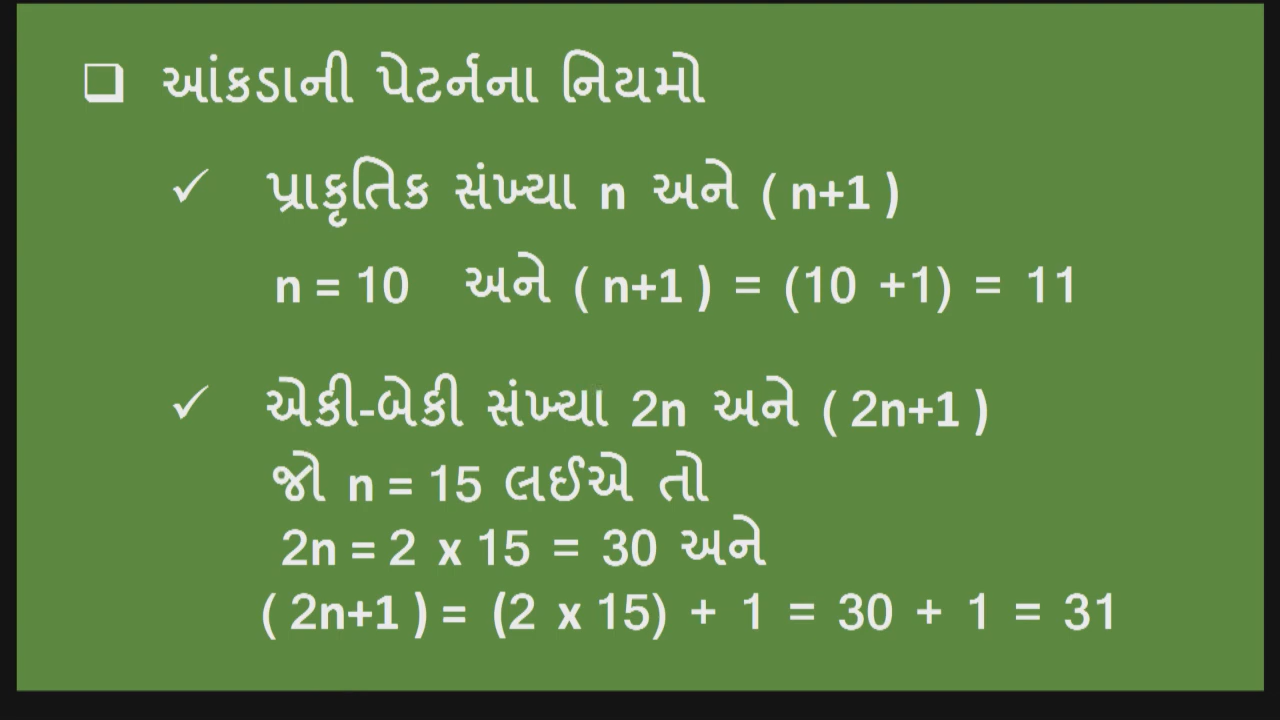 ❑ આંકડાની પેટર્નના નિયમો
✓ પ્રાકૃતિક સંખ્યા n અને ( n+1 )
n = 10 અને ( n+1 ) = (10 +1) = 11
✓ એકી-બેકી સંખ્યા 2n અને ( 2n+1 )
જો n = 15 લઈએ તો
2n = 2 x 15 = 30 અને
( 2n+1 ) = (2 x 15) + 1 = 30 + 1 = 31